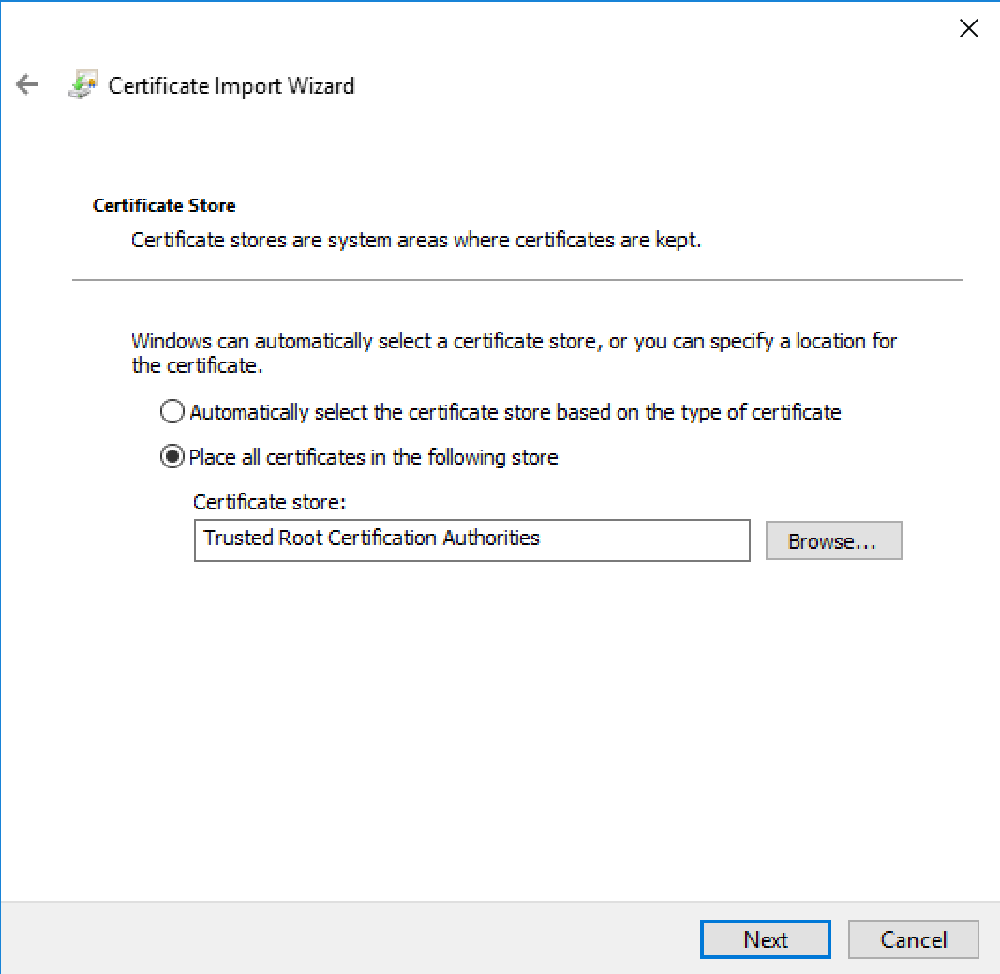 Certificate Import Wizard
Certificate Store
Certificate stores are system areas where certificates are kept.
Windows can automatically select a certificate store, or you can specify a location for
the certificate.
Automatically select the certificate store based on the type of certificate
Place all certificates in the following store
Certificate store:
Trusted Root Certification Authorities
Browse...
Next
Cancel